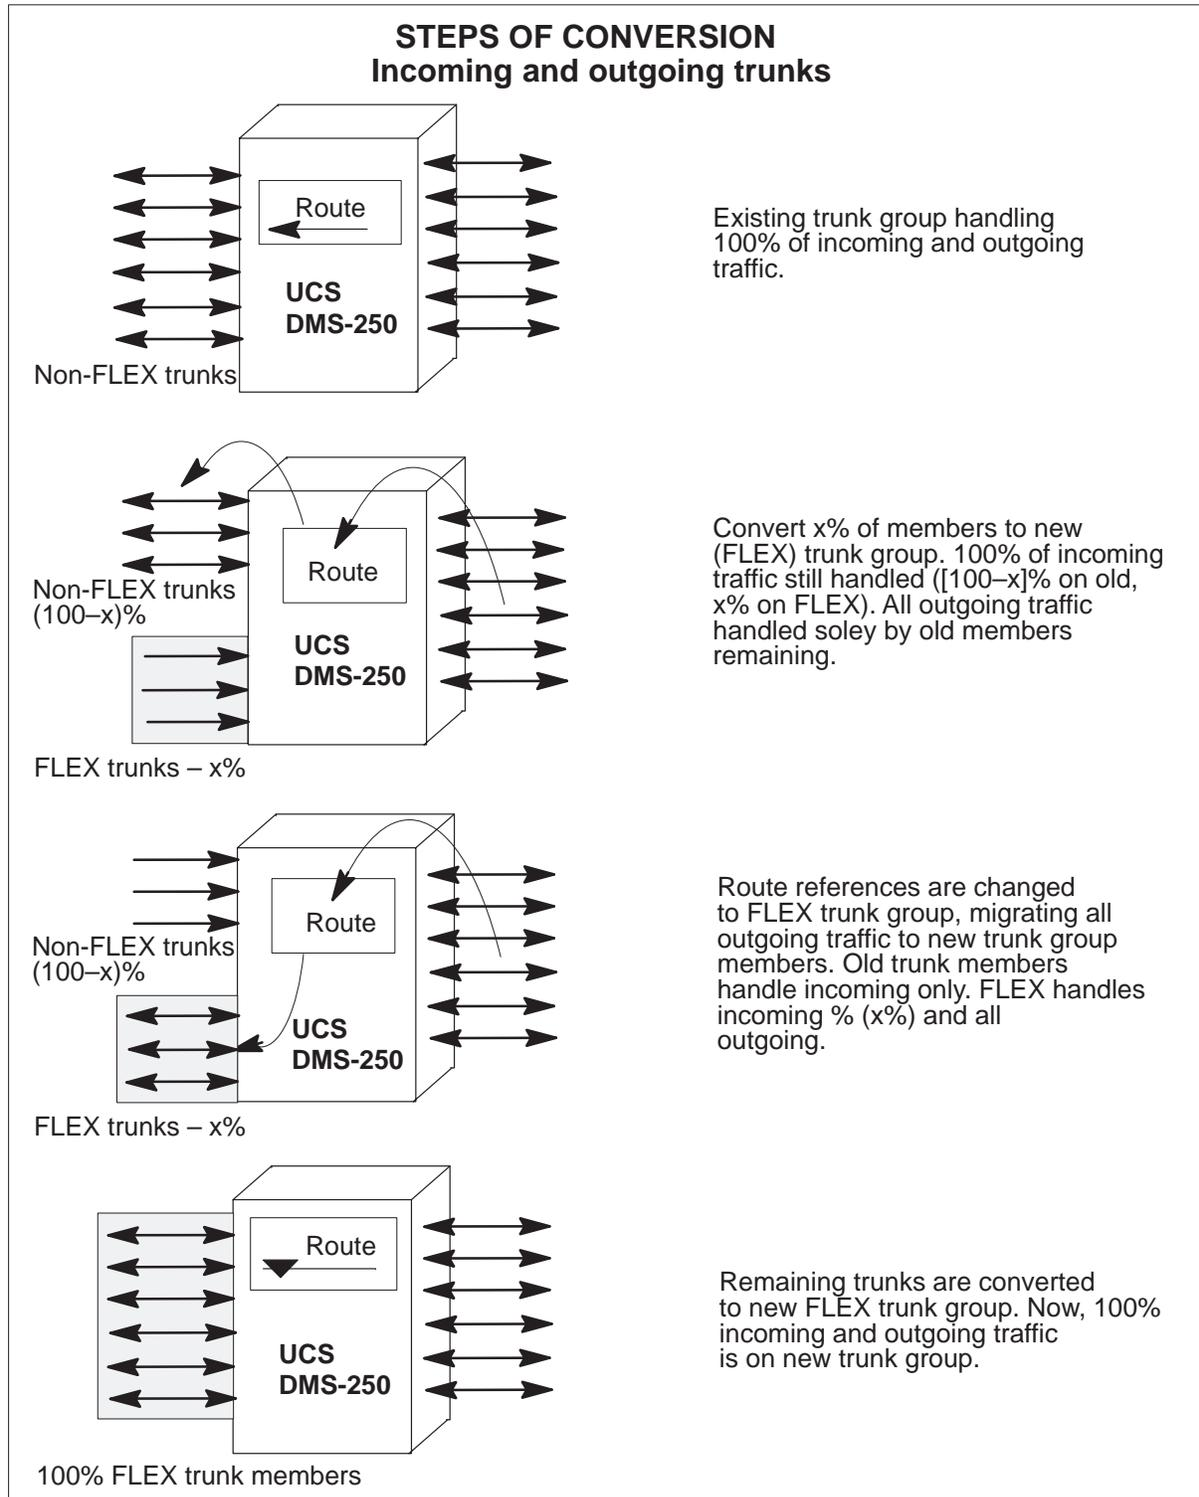 STEPS OF CONVERSION
Incoming and outgoing trunks
Route
UCS
DMS-250
Non-FLEX trunks
Existing trunk group handling
100% of incoming and outgoing
traffic.
Route
Non-FLEX trunks
(100–x)%
UCS
DMS-250
FLEX trunks – x%
Convert x% of members to new
(FLEX) trunk group. 100% of incoming
traffic still handled ([100–x]% on old,
x% on FLEX). All outgoing traffic
handled soley by old members
remaining.
Route
Non-FLEX trunks
(100–x)%
UCS
DMS-250
FLEX trunks – x%
Route references are changed
to FLEX trunk group, migrating all
outgoing traffic to new trunk group
members. Old trunk members
handle incoming only. FLEX handles
incoming % (x%) and all
outgoing.
Route
UCS
DMS-250
100% FLEX trunk members
Remaining trunks are converted
to new FLEX trunk group. Now, 100%
incoming and outgoing traffic
is on new trunk group.